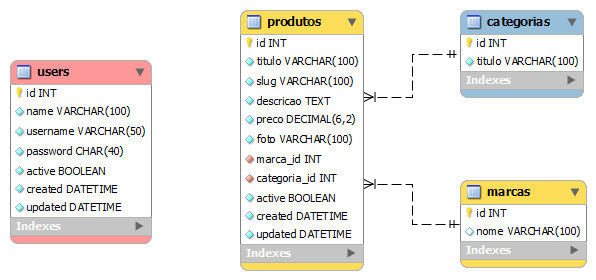 users
id INT
name VARCHAR(100)
username VARCHAR(50)
password CHAR(40)
active BOOLEAN
created DATETIME
updated DATETIME
Indexes
produtos
id INT
titulo VARCHAR(100)
slug VARCHAR(100)
descricao TEXT
preco DECIMAL(6,2)
foto VARCHAR(100)
marca_id INT
categoria_id INT
active BOOLEAN
created DATETIME
updated DATETIME
Indexes
categorias
id INT
titulo VARCHAR(100)
Indexes
marcas
id INT
nome VARCHAR(100)
Indexes